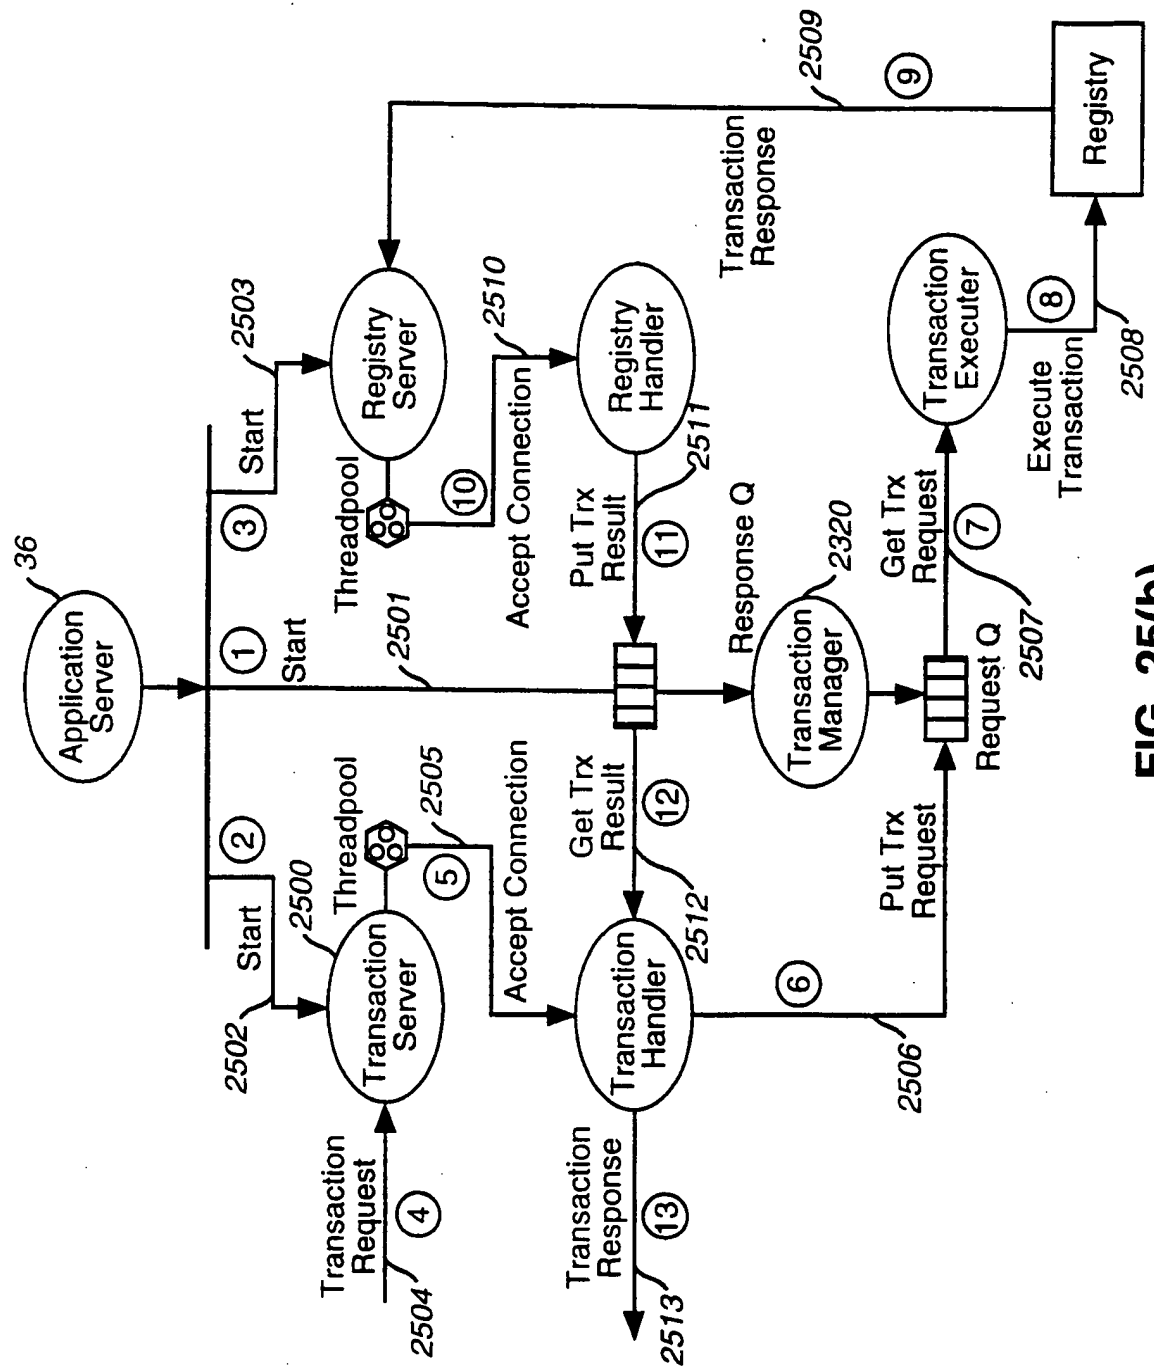 36
Application
Server
2
1
3
Start
Start
Start
2502
2503
2500
2501
Transaction
Request
4
2504
Transaction
Server
Threadpool
5
2505
Accept Connection
Threadpool
Registry
Server
10
2510
Accept Connection
Transaction
Response
13
2513
Transaction
Handler
Get Trx
Result
12
2512
Put Trx
Result
11
2511
Registry
Handler
Response Q
Transaction
Manager
2320
Transaction
Response
2509
9
6
2506
Put Trx
Request
Request Q
Get Trx
Request
7
2507
Transaction
Executer
Execute
Transaction
8
2508
Registry
FIG. 25(b)